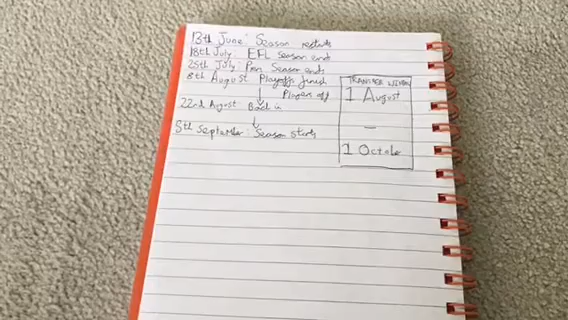 13th June: Season restarts
18th July: EFL Season ends
25th July: Prem Season ends
8th August Playoffs finish
Players off
22nd August Back in
5th September: Season starts
TRANSFER WINDOW
1 August
—
1 October